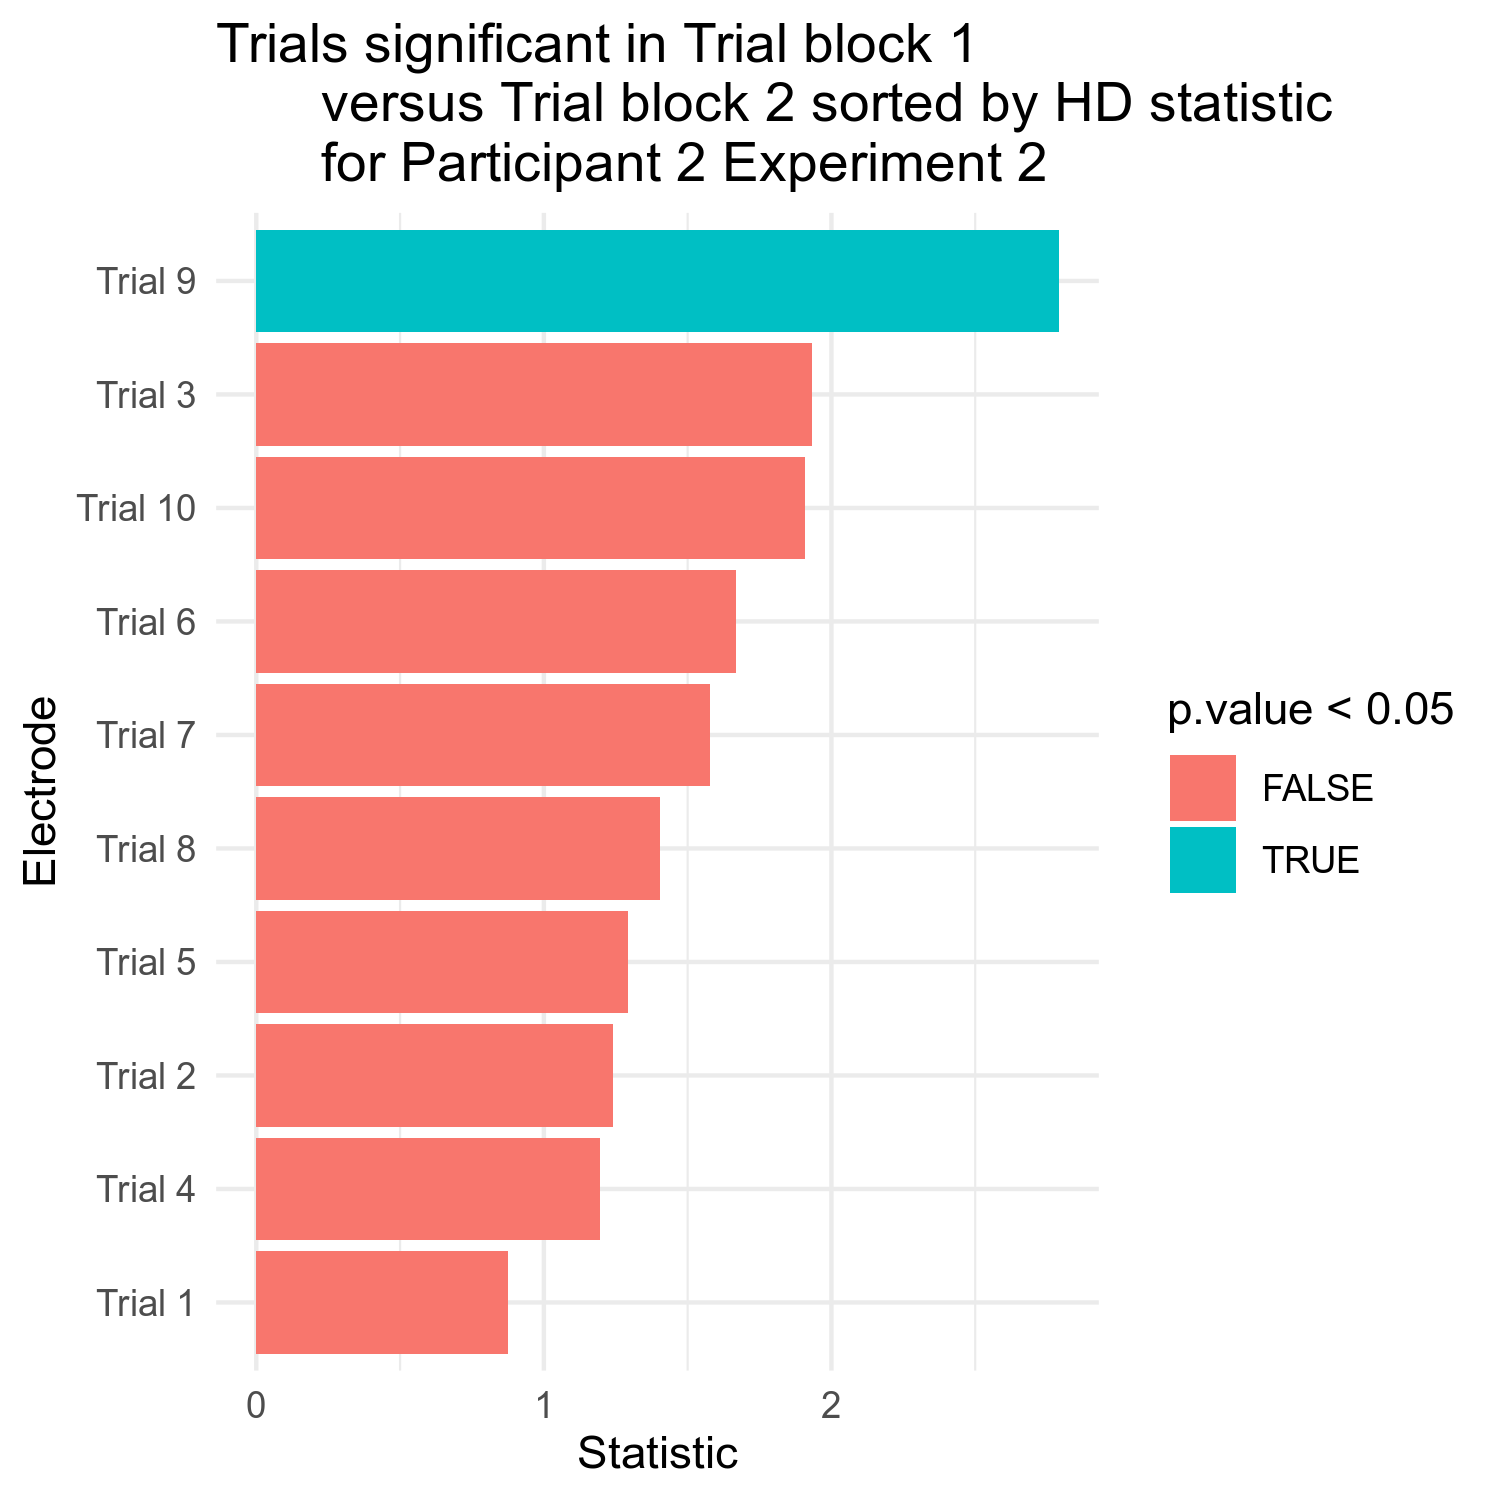 Trials significant in Trial block 1
versus Trial block 2 sorted by HD statistic
for Participant 2 Experiment 2
Trial 9
Trial 3
Trial 10
Trial 6
Trial 7
Trial 8
Trial 5
Trial 2
Trial 4
Trial 1
Electrode
0 1 2
Statistic
p.value < 0.05
FALSE
TRUE